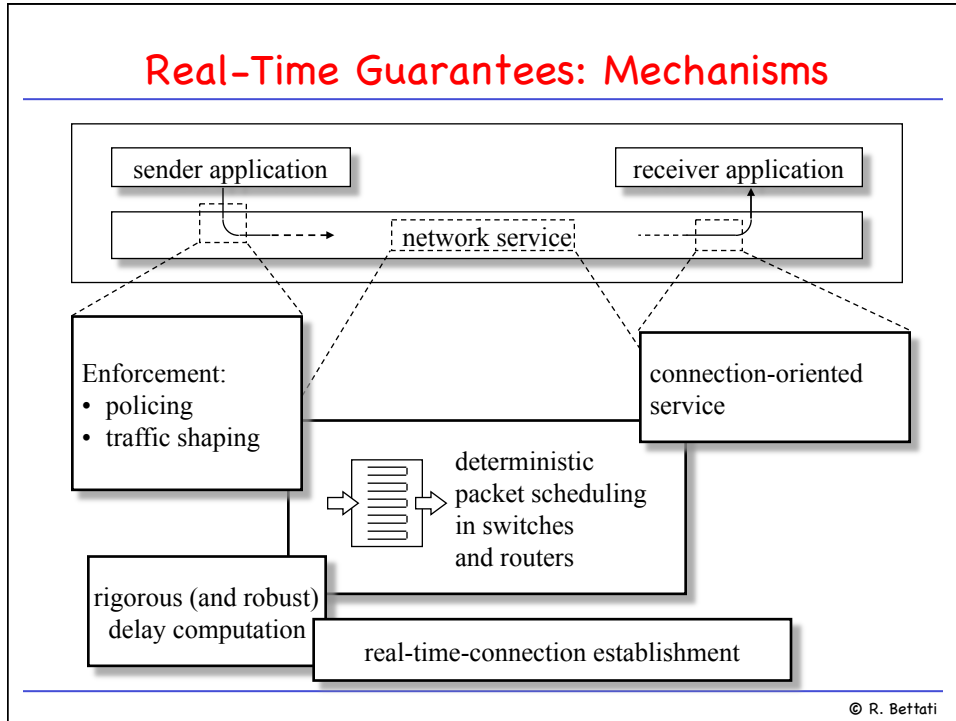 Real-Time Guarantees: Mechanisms
sender application
receiver application
network service
Enforcement:
• policing
• traffic shaping
connection-oriented
service
deterministic
packet scheduling
in switches
and routers
rigorous (and robust)
delay computation
real-time-connection establishment
© R. Bettati